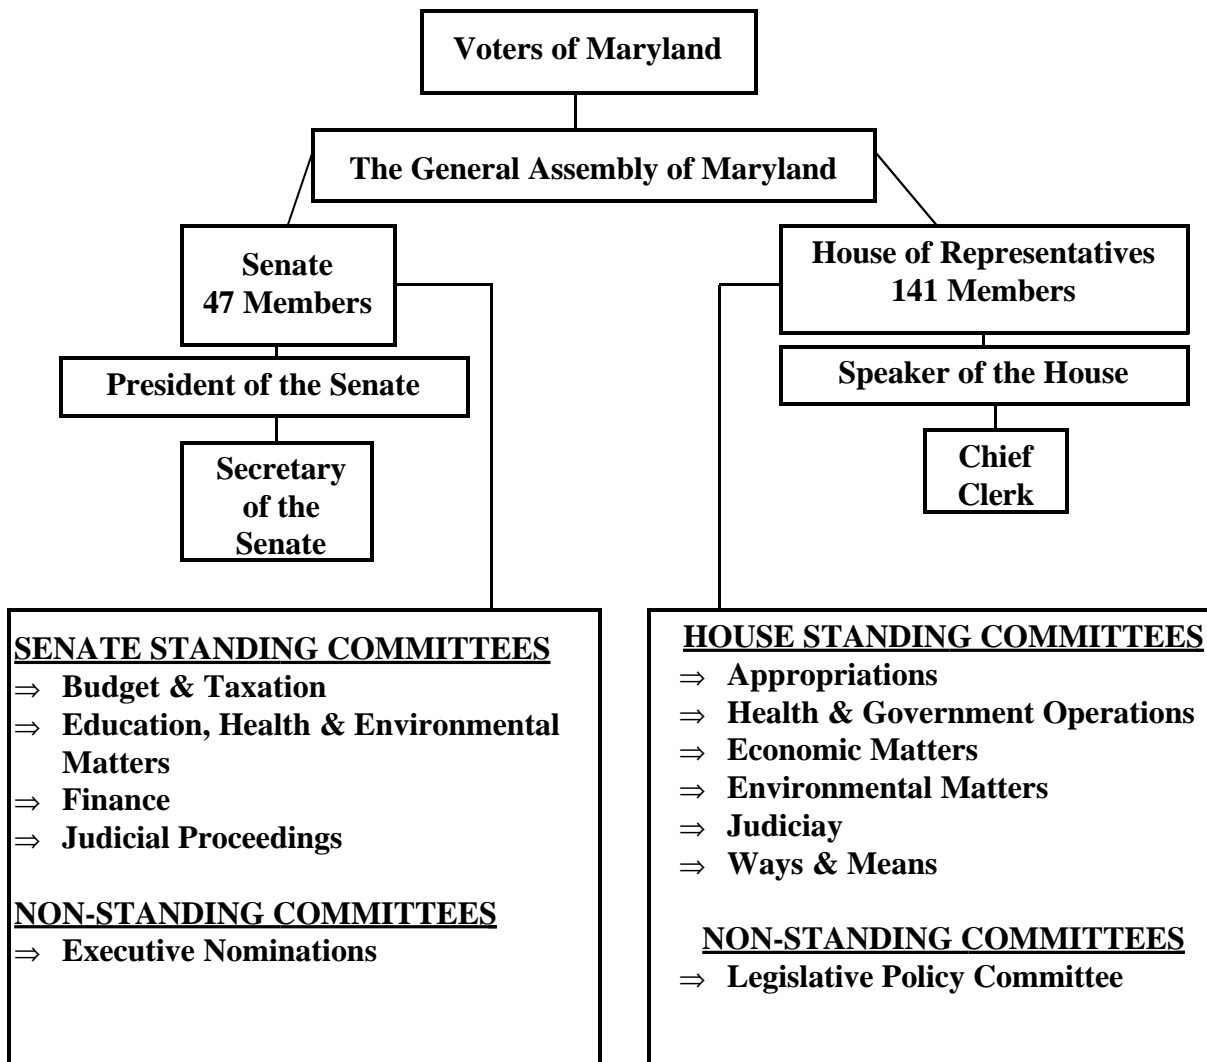 Voters of Maryland
The General Assembly of Maryland
Senate
47 Members
House of Representatives
141 Members
President of the Senate
Speaker of the House
Secretary
of the
Senate
Chief
Clerk
SENATE STANDING COMMITTEES
⇒ Budget & Taxation
⇒ Education, Health & Environmental
Matters
⇒ Finance
⇒ Judicial Proceedings
NON-STANDING COMMITTEES
⇒ Executive Nominations
HOUSE STANDING COMMITTEES
⇒ Appropriations
⇒ Health & Government Operations
⇒ Economic Matters
⇒ Environmental Matters
⇒ Judiciay
⇒ Ways & Means
NON-STANDING COMMITTEES
⇒ Legislative Policy Committee